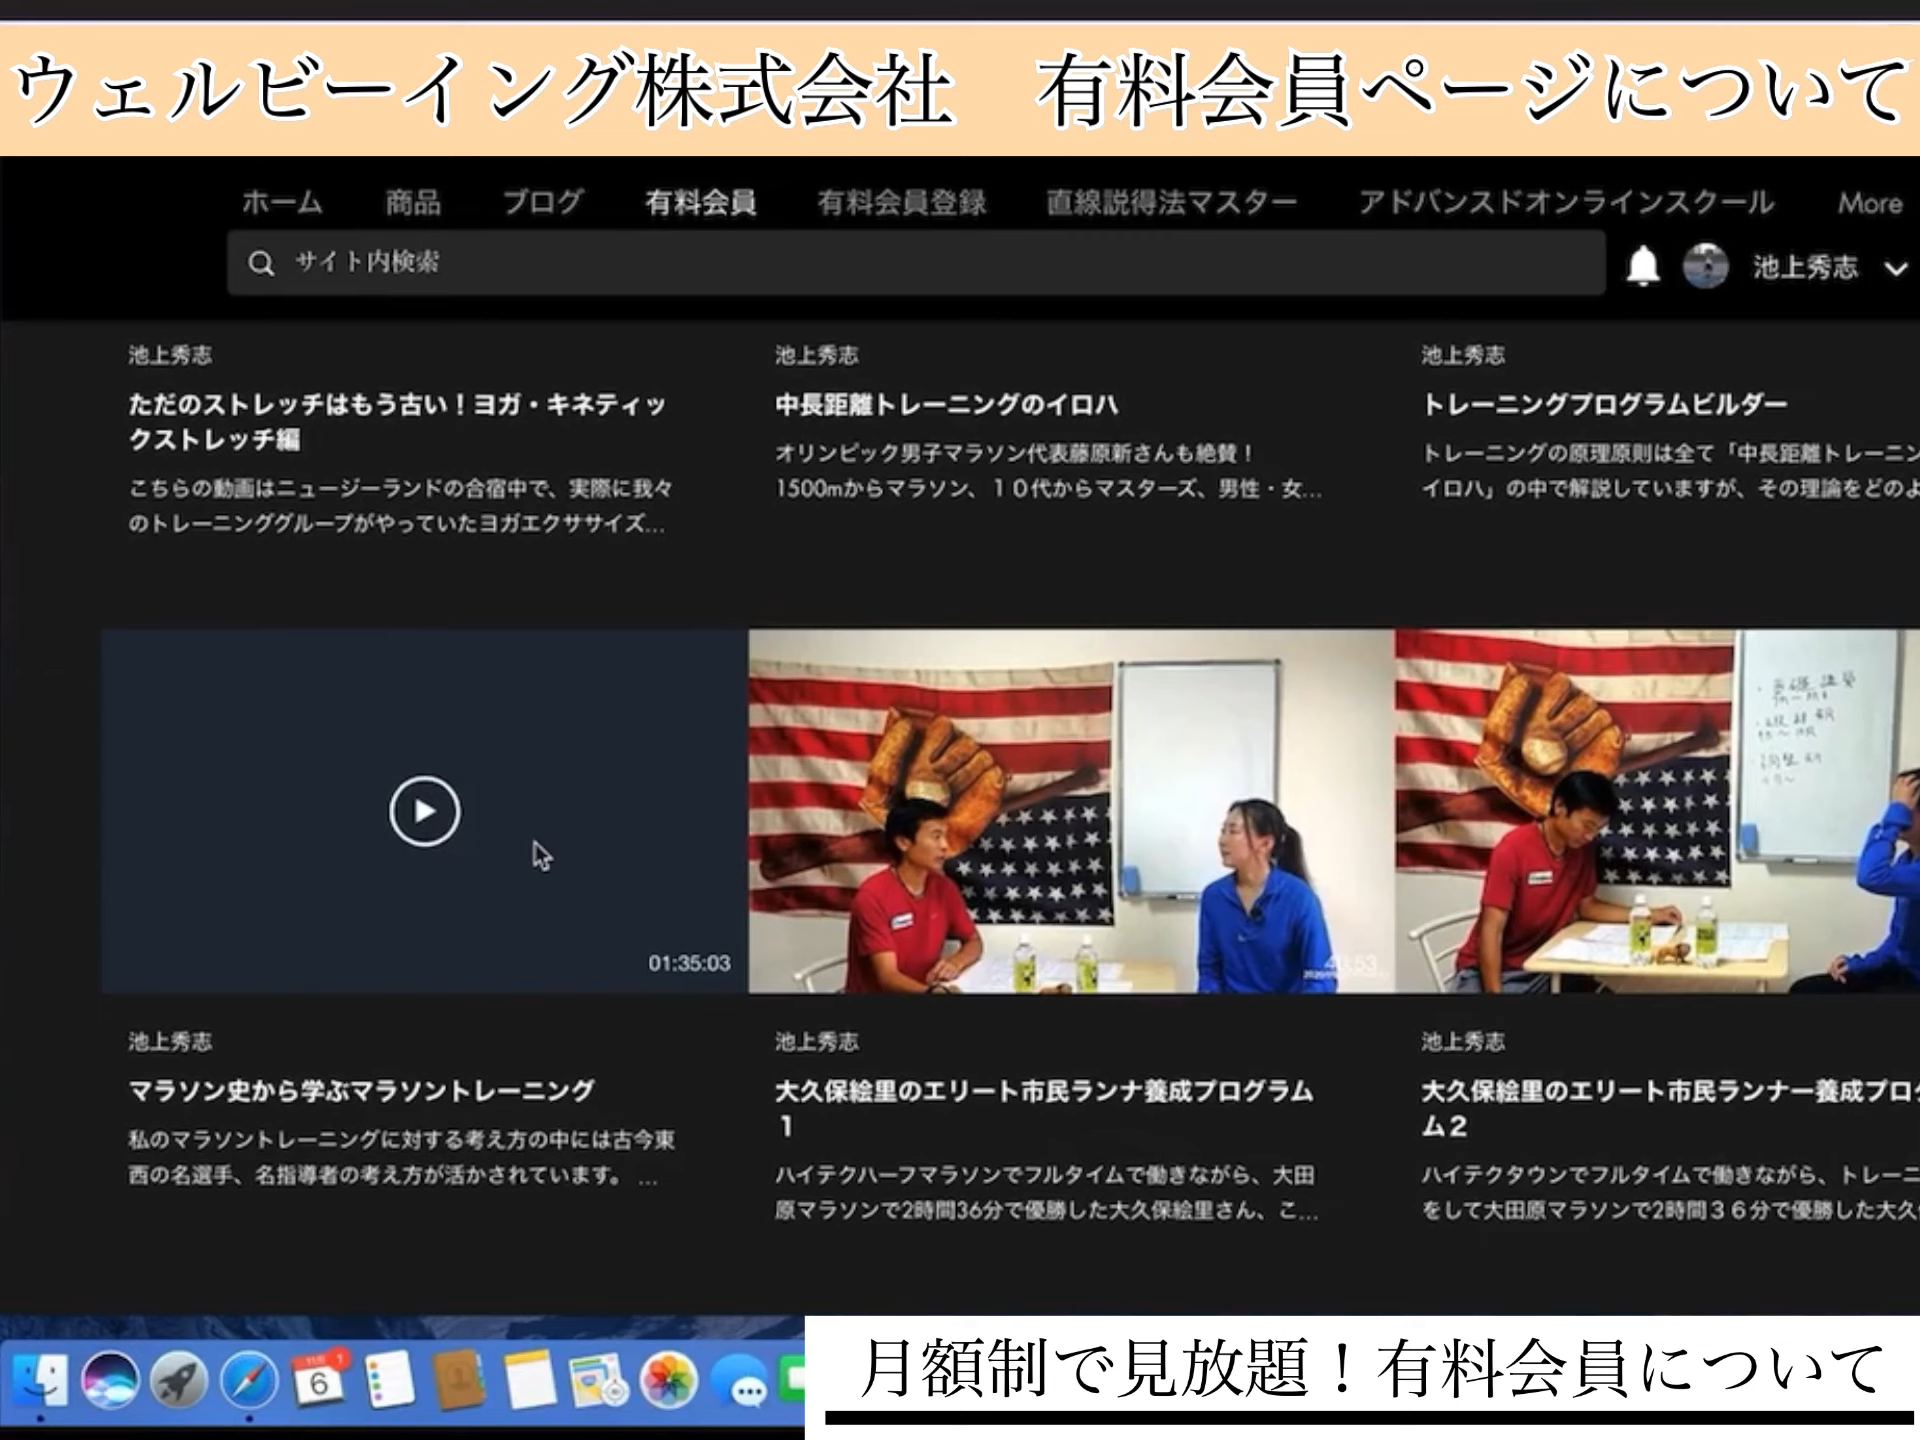 ウェルビーイング株式会社　有料会員ページについて
ホーム 商品 ブログ 有料会員 有料会員登録 直線説得法マスター アドバンスドオンラインスクール More
サイト内検索
池上秀志
池上秀志
ただのストレッチはもう古い！ヨガ・キネティッ
クストレッチ編
こちらの動画はニュージーランドの合宿中で、実際に我々
のトレーニンググループがやっていたヨガエクササイズ...
池上秀志
中長距離トレーニングのイロハ
オリンピック男子マラソン代表藤原新さんも絶賛！
1500mからマラソン、１０代からマスターズ、男性・女...
池上秀志
トレーニングプログラムビルダー
トレーニングの原理原則は全て「中長距離トレーニン
イロハ」の中で解説していますが、その理論をどのよ
01:35:03
池上秀志
マラソン史から学ぶマラソントレーニング
私のマラソントレーニングに対する考え方の中には古今東
西の名選手、名指導者の考え方が活かされています。 ...
池上秀志
大久保絵里のエリート市民ランナ養成プログラム
1
ハイテクハーフマラソンでフルタイムで働きながら、大田
原マラソンで2時間36分で優勝した大久保絵里さん、こ...
池上秀志
大久保絵里のエリート市民ランナー養成プログ
ム２
ハイテクタウンでフルタイムで働きながら、トレーニ
をして大田原マラソンで2時間３６分で優勝した大久
6
1
月額制で見放題！有料会員について